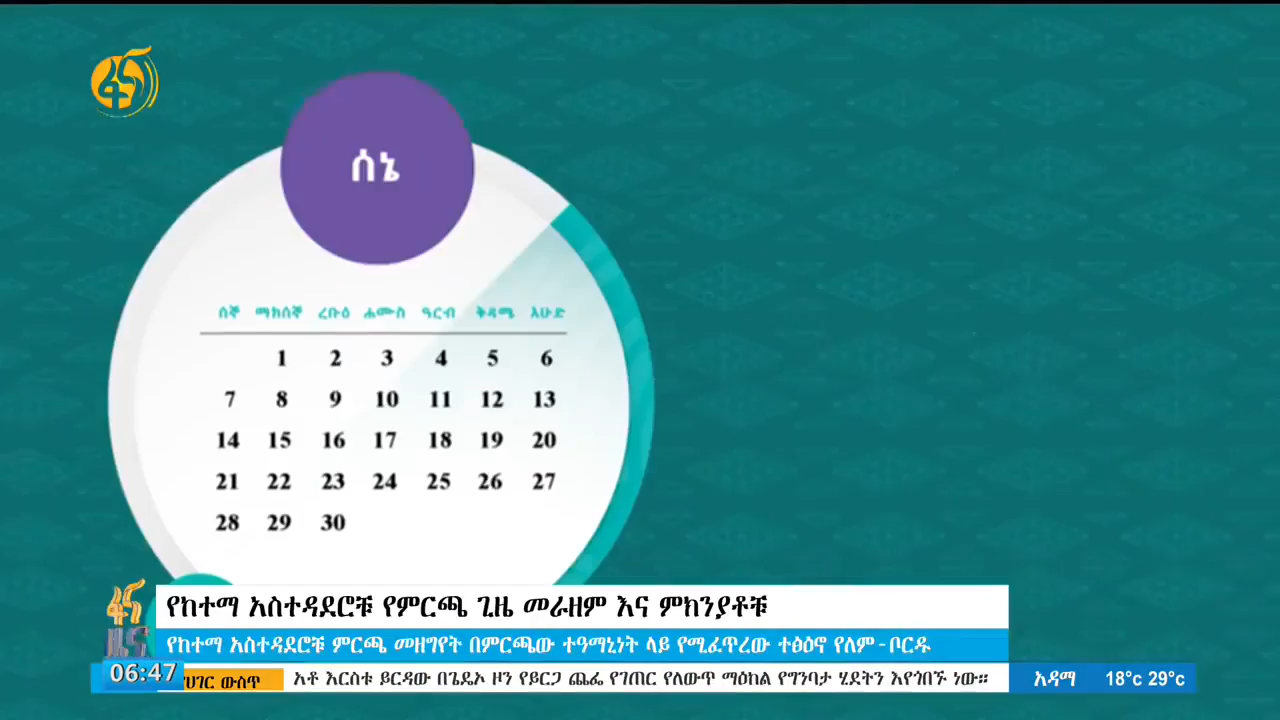 ፋና
ሰኔ
ሰኞ ማክሰኞ ረቡዕ ሐሙስ ዓርብ ቅዳሜ እሁድ
1 2 3 4 5 6
7 8 9 10 11 12 13
14 15 16 17 18 19 20
21 22 23 24 25 26 27
28 29 30
ፋና
ዜና
የከተማ አስተዳደሮቹ የምርጫ ጊዜ መራዘም እና ምክንያቶቹ
የከተማ አስተዳደሮቹ ምርጫ መዘግየት በምርጫው ተዓማኒነት ላይ የሚፈጥረው ተፅዕኖ የለም - ቦርዱ
06:47 ሀገር ውስጥ አቶ እርስቱ ይርዳው በጌዴኦ ዞን የይርጋ ጨፌ የገጠር የለውጥ ማዕከል የግንባታ ሂደትን እየጎበኙ ነው። አዳማ 18°c 29°c